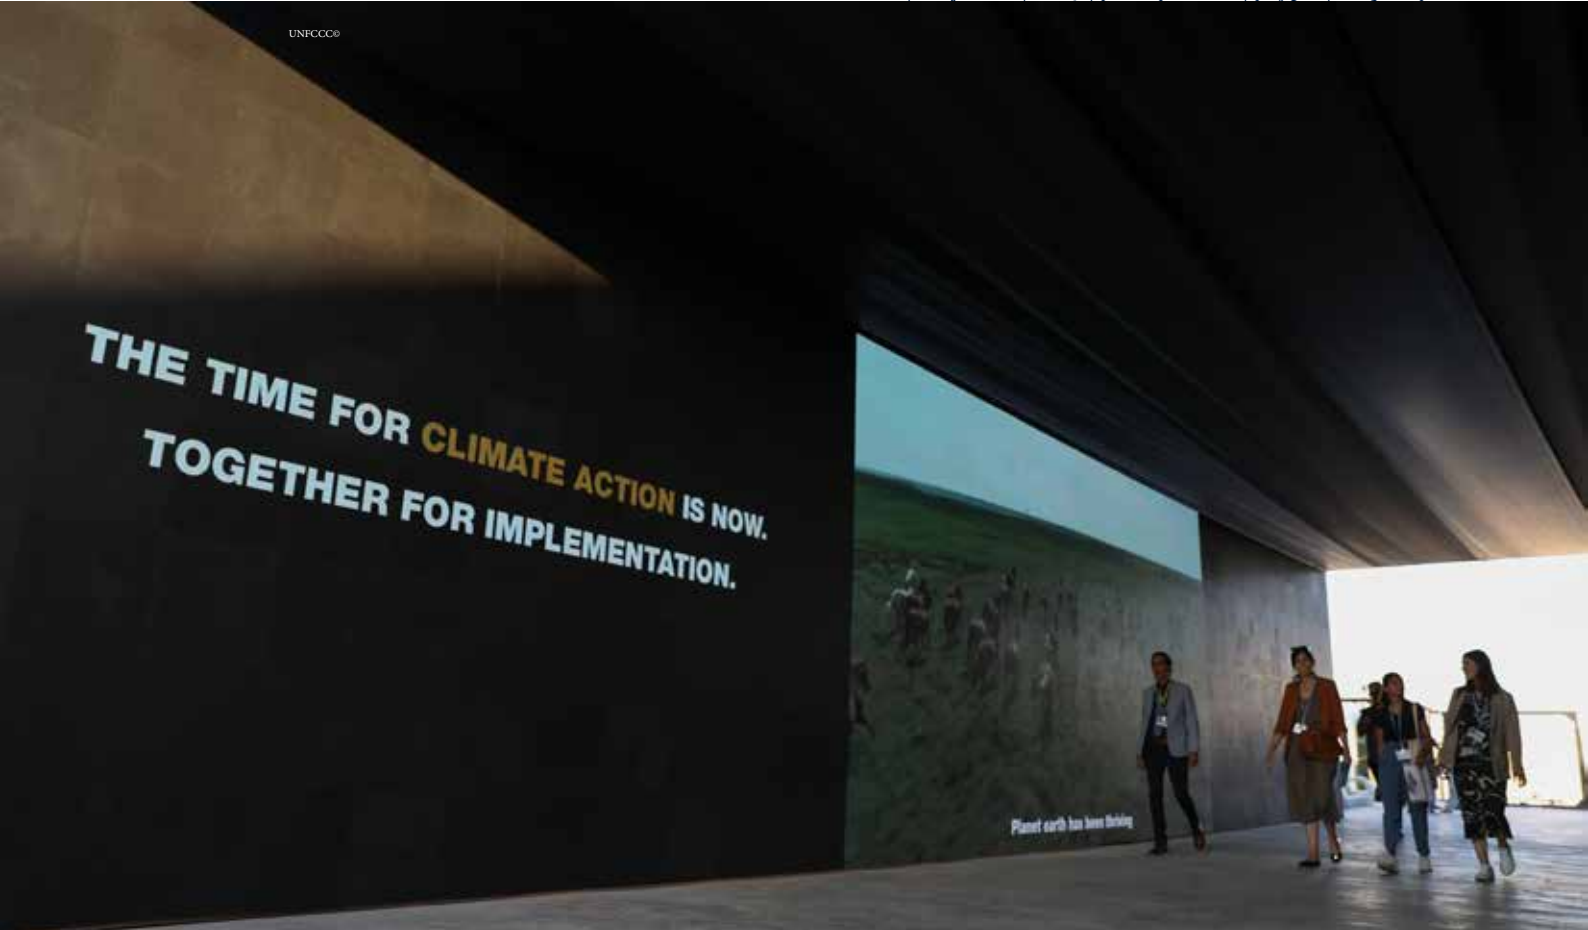 UNFCCC©
THE TIME FOR CLIMATE ACTION IS NOW.
TOGETHER FOR IMPLEMENTATION.
Planet earth has been thriving